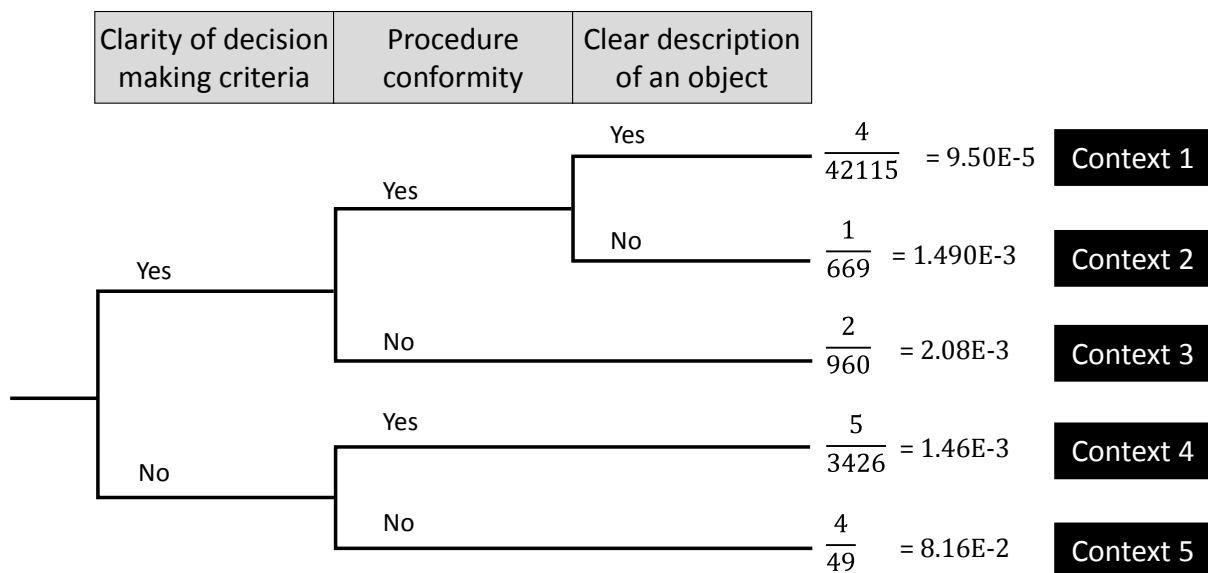 Clarity of decision making criteria
Procedure conformity
Clear description of an object
Yes
4/42115 = 9.50E-5
Context 1
Yes
No
1/669 = 1.490E-3
Context 2
Yes
No
2/960 = 2.08E-3
Context 3
Yes
5/3426 = 1.46E-3
Context 4
No
No
4/49 = 8.16E-2
Context 5